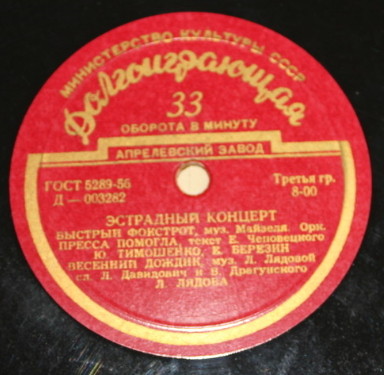 МИНИСТЕРСТВО КУЛЬТУРЫ СССР
Долгоиграющая
33
ОБОРОТА В МИНУТУ
АПРЕЛЕВСКИЙ ЗАВОД
ГОСТ 5289-56
Д — 003282
Третья гр.
8-00
ЭСТРАДНЫЙ КОНЦЕРТ
БЫСТРЫЙ ФОКСТРОТ, муз. Майзеля. Орк.
ПРЕССА ПОМОГЛА, текст Е. Чеповецкого
Ю. ТИМОШЕНКО, Е. БЕРЕЗИН
ВЕСЕННИЙ ДОЖДИК, муз. Л. Лядовой
сл. Л. Давидович и В. Драгунского
Л. ЛЯДОВА